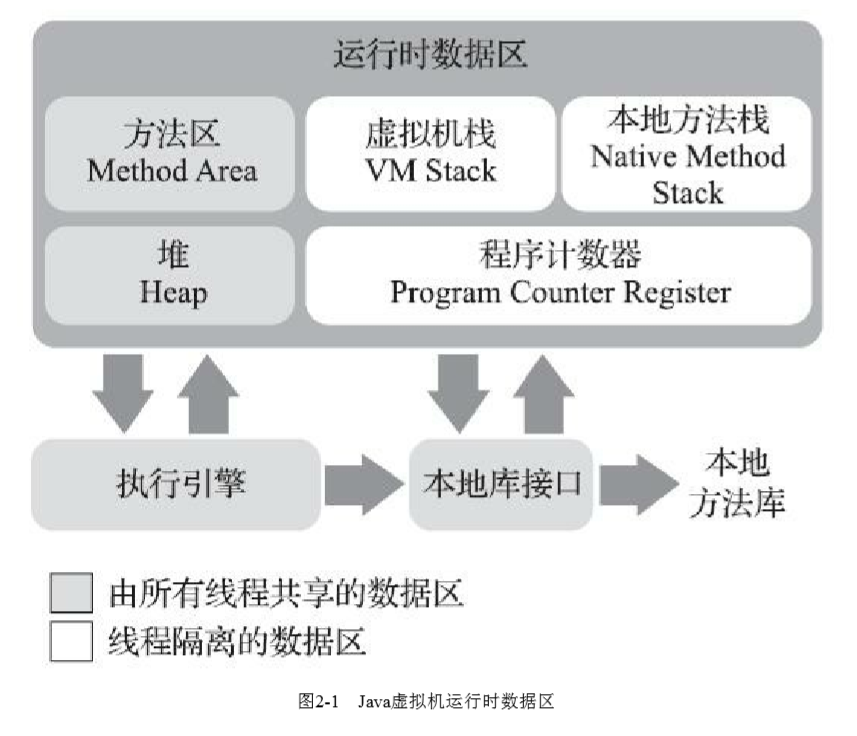 运行时数据区
方法区
Method Area
虚拟机栈
VM Stack
本地方法栈
Native Method
Stack
堆
Heap
程序计数器
Program Counter Register
执行引擎
本地库接口
本地
方法库
由所有线程共享的数据区
线程隔离的数据区
图2-1 Java虚拟机运行时数据区